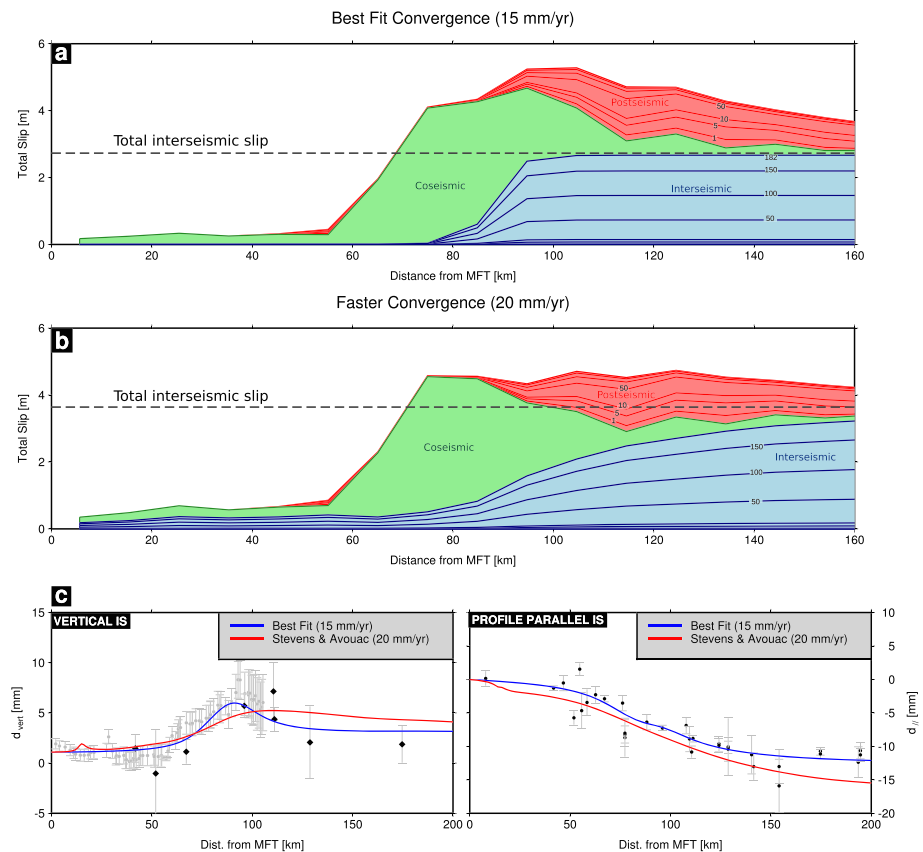 Best Fit Convergence (15 mm/yr)
a
6
4
2
0
Total Slip [m]
Total interseismic slip
Postseismic
50
10
5
1
Coseismic
Interseismic
182
150
100
50
0 20 40 60 80 100 120 140 160
Distance from MFT [km]
Faster Convergence (20 mm/yr)
b
6
4
2
0
Total Slip [m]
Total interseismic slip
50
Postseismic
10
5
1
Coseismic
Interseismic
150
100
50
0 20 40 60 80 100 120 140 160
Distance from MFT [km]
c
VERTICAL IS
Best Fit (15 mm/yr)
Stevens & Avouac (20 mm/yr)
15
10
5
0
-5
d vert [mm]
0 50 100 150 200
Dist. from MFT [km]
PROFILE PARALLEL IS
Best Fit (15 mm/yr)
Stevens & Avouac (20 mm/yr)
10
5
0
-5
-10
-15
-20
d // [mm]
0 50 100 150 200
Dist. from MFT [km]